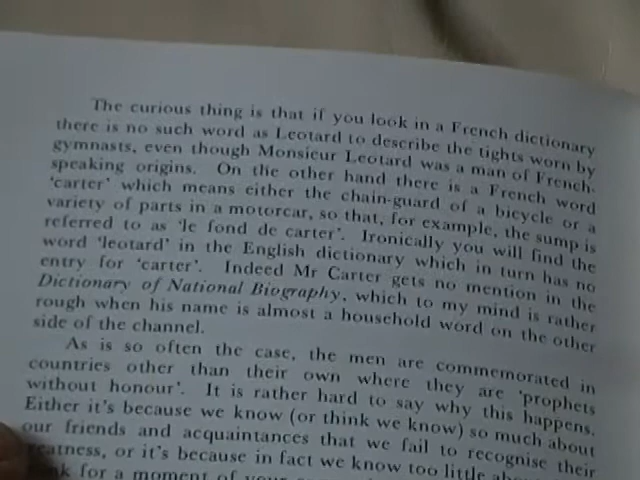 The curious thing is that if you look in a French dictionary
there is no such word as Leotard to describe the tights worn by
gymnasts, even though Monsieur Leotard was a man of French-
speaking origins. On the other hand there is a French word
'carter' which means either the chain-guard of a bicycle or a
variety of parts in a motorcar, so that, for example, the sump is
referred to as 'le fond de carter'. Ironically you will find the
word 'leotard' in the English dictionary which in turn has no
entry for 'carter'. Indeed Mr Carter gets no mention in the
Dictionary of National Biography, which to my mind is rather
rough when his name is almost a household word on the other
side of the channel.
As is so often the case, the men are commemorated in
countries other than their own where they are 'prophets
without honour'. It is rather hard to say why this happens.
Either it's because we know (or think we know) so much about
our friends and acquaintances that we fail to recognise their
greatness, or it's because in fact we know too little
for a moment of